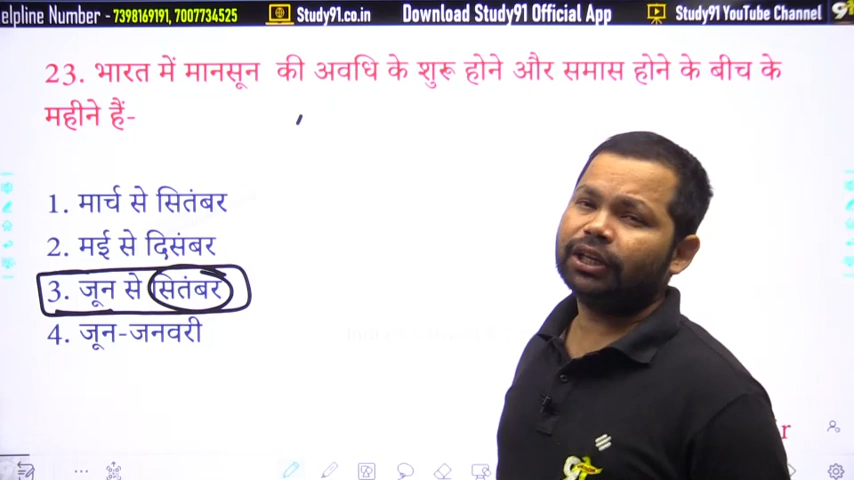 elpline Number - 7398169191, 7007734525 Study91.co.in Download Study91 Official App Study91 YouTube Channel 9
23. भारत में मानसून की अवधि के शुरू होने और समास होने के बीच के
महीने हैं-
1. मार्च से सितंबर
2. मई से दिसंबर
3. जून से सितंबर
4. जून-जनवरी
r